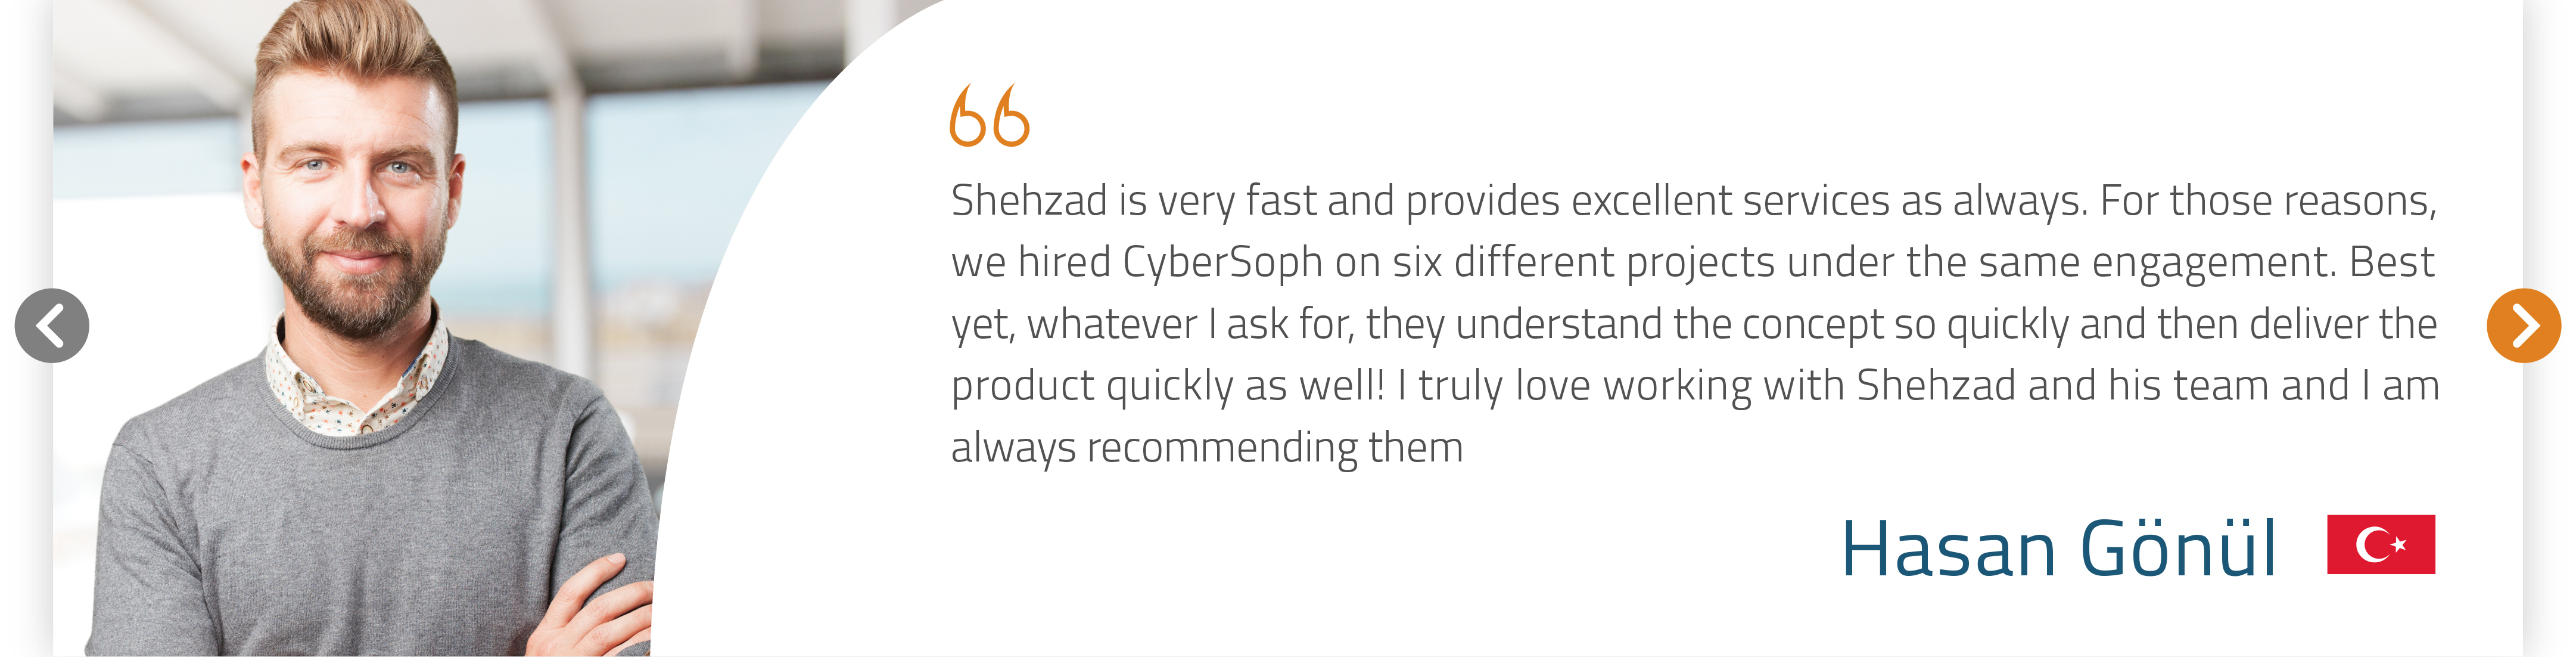 Shehzad is very fast and provides excellent services as always. For those reasons,
we hired CyberSoph on six different projects under the same engagement. Best
yet, whatever I ask for, they understand the concept so quickly and then deliver the
product quickly as well! I truly love working with Shehzad and his team and I am
always recommending them
Hasan Gönül